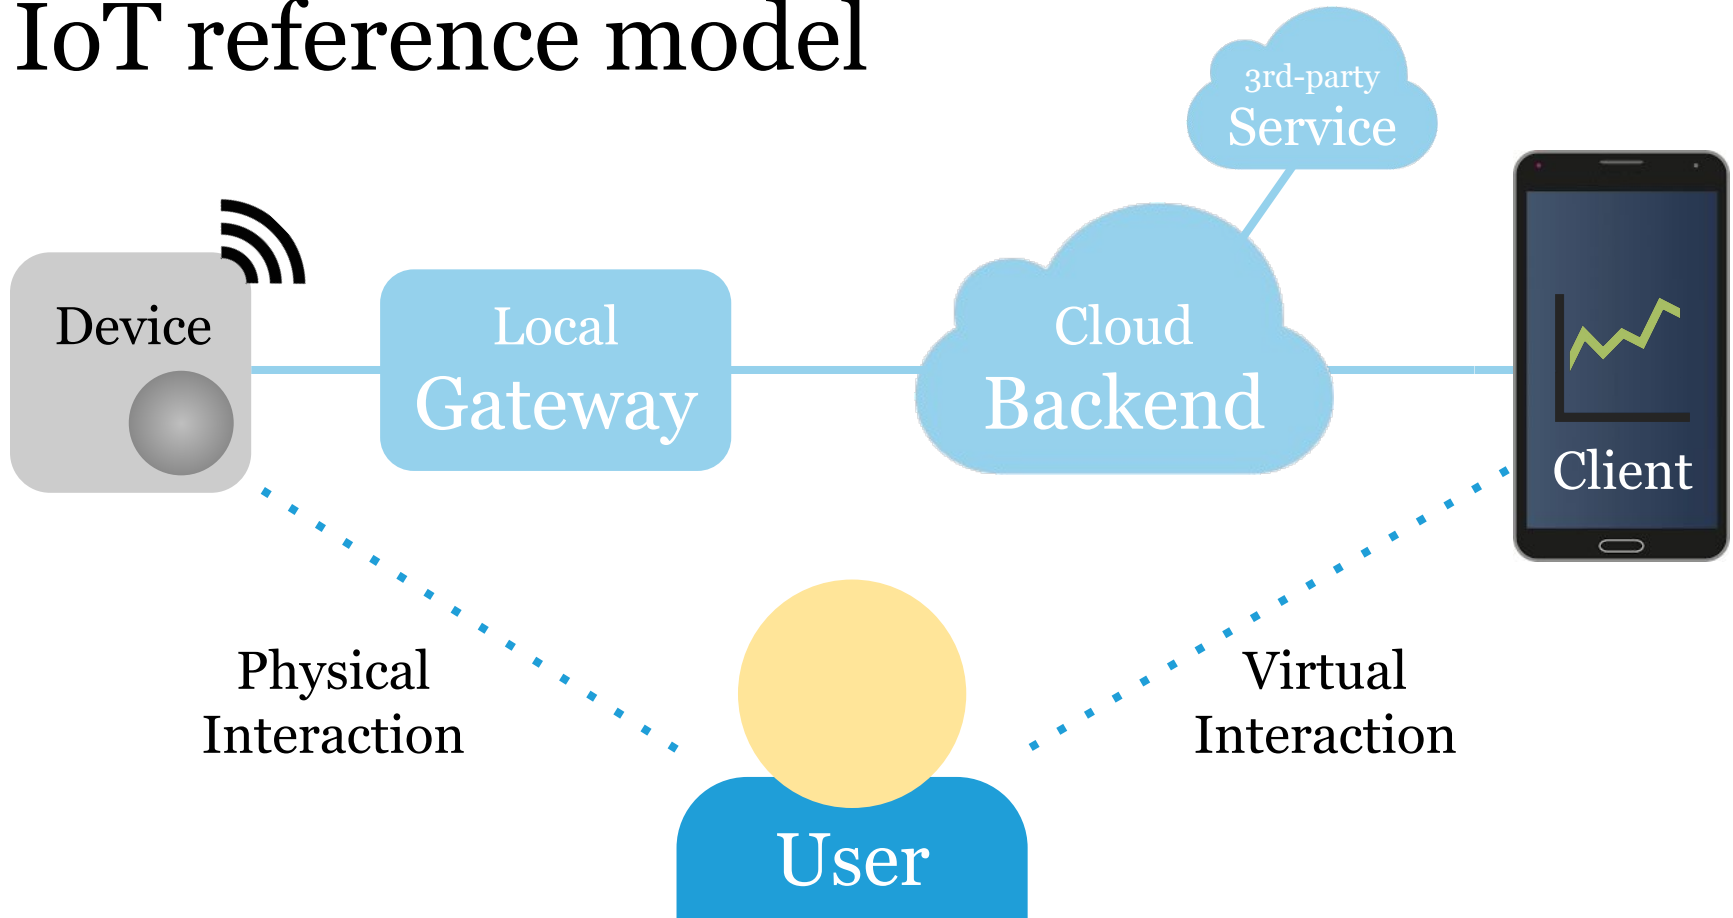 IoT reference model
3rd-party
Service
Device
Local
Gateway
Cloud
Backend
Client
Physical
Interaction
Virtual
Interaction
User